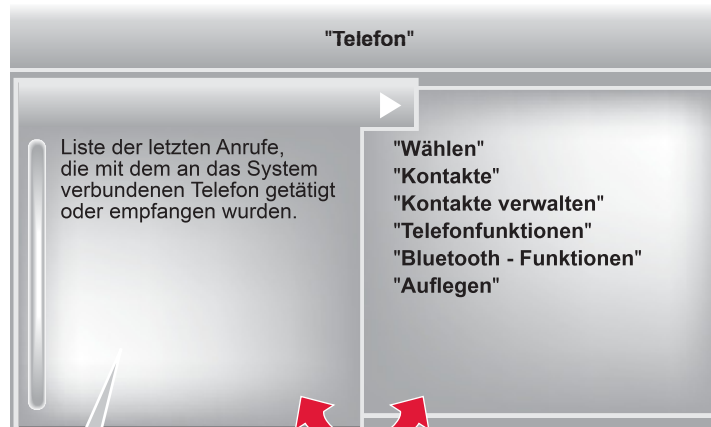 "Telefon"
Liste der letzten Anrufe,
die mit dem an das System
verbundenen Telefon getätigt
oder empfangen wurden.
"Wählen"
"Kontakte"
"Kontakte verwalten"
"Telefonfunktionen"
"Bluetooth - Funktionen"
"Auflegen"